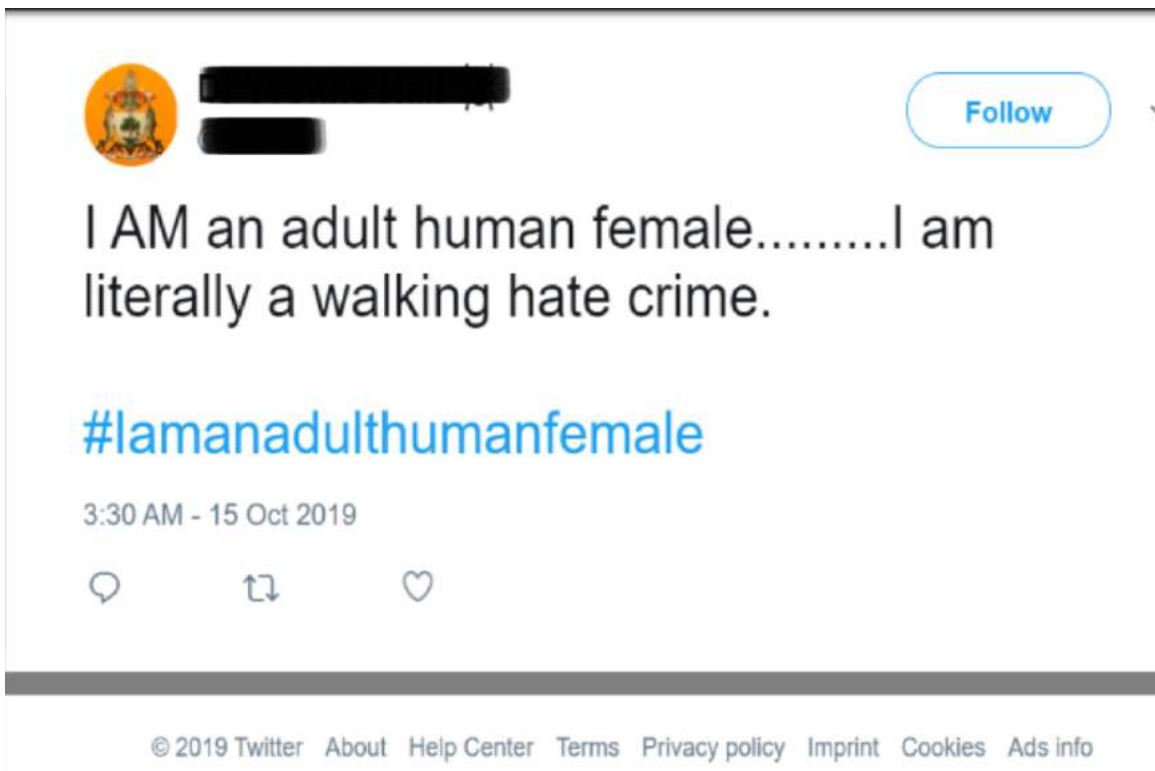 Follow
I AM an adult human female.........I am
literally a walking hate crime.
#Iamanadulthumanfemale
3:30 AM - 15 Oct 2019
© 2019 Twitter About Help Center Terms Privacy policy Imprint Cookies Ads info